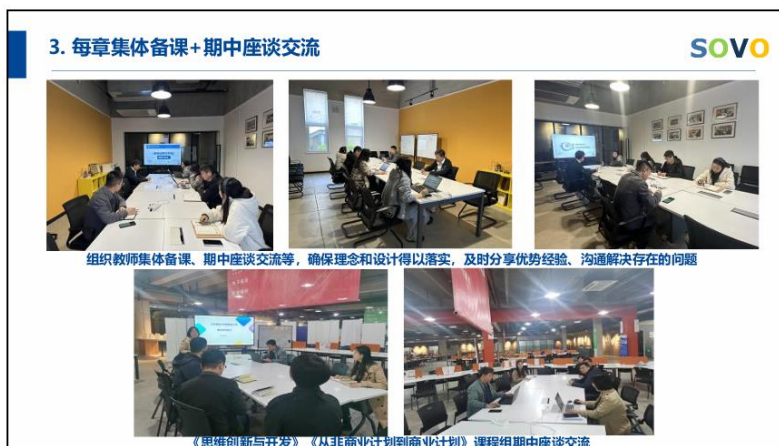 3. 每章集体备课+期中座谈交流
SOVO
组织教师集体备课、期中座谈交流等，确保理念和设计得以落实，及时分享优势经验、沟通解决存在的问题
《思维创新与开发》《从非商业计划到商业计划》课程组期中座谈交流